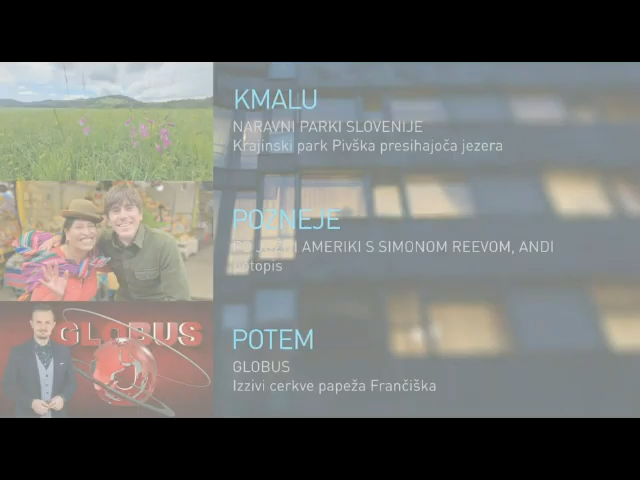 KMALU
NARAVNI PARKI SLOVENIJE
Krajinski park Pivška presihajoča jezera
POZNEJE
AMERIKI S SIMONOM REEVOM, ANDI
GLOBUS
POTEM
GLOBUS
Izzivi cerkve papeža Frančiška